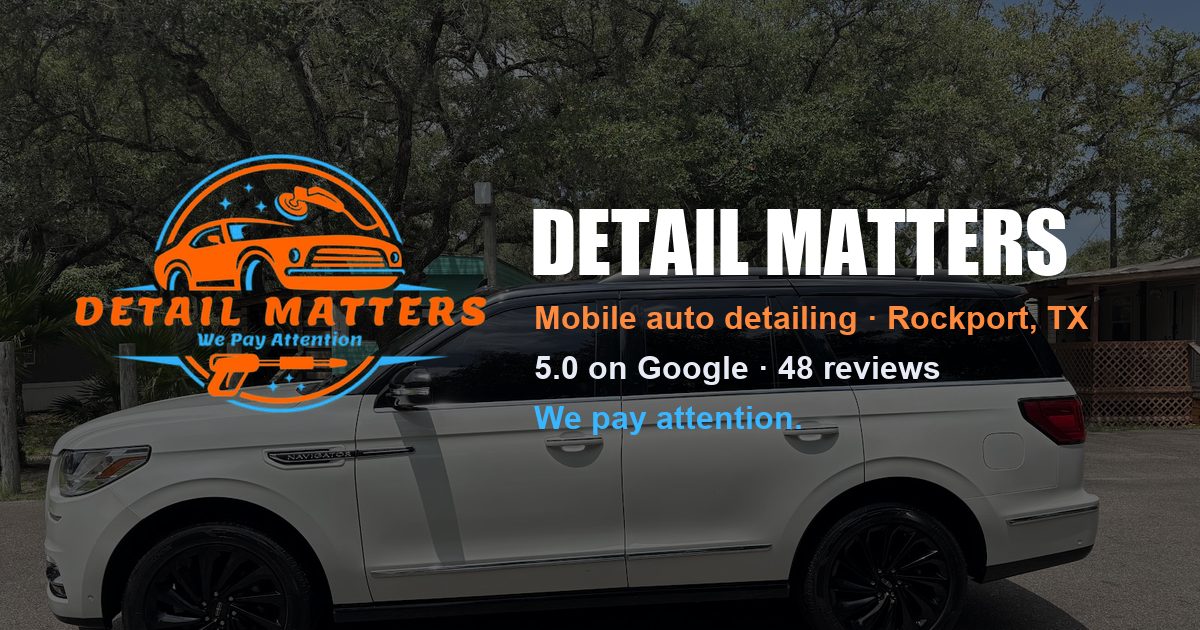 DETAIL MATTERS
We Pay Attention
DETAIL MATTERS
Mobile auto detailing · Rockport, TX
5.0 on Google · 48 reviews
We pay attention.
NAVIGATOR